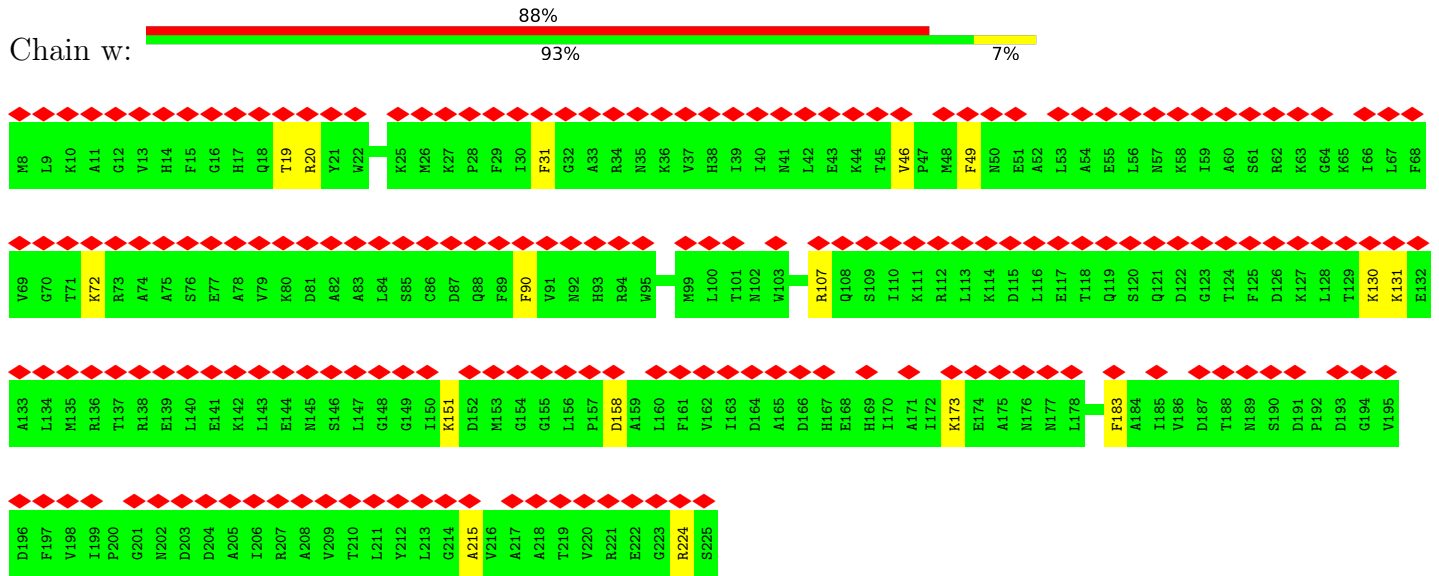 88%
Chain w:
93% 7%
M8 L9 K10 A11 G12 V13 H14 F15 G16 H17 Q18 T19 R20 Y21 W22 K25 M26 K27 P28 F29 I30 F31 G32 A33 R34 N35 K36 V37 H38 I39 I40 N41 L42 E43 K44 T45 V46 P47 M48 F49 N50 E51 A52 L53 A54 E55 L56 N57 K58 I59 A60 S61 R62 K63 G64 K65 I66 L67 F68
V69 G70 T71 K72 R73 A74 A75 S76 E77 A78 V79 K80 D81 A82 A83 L84 S85 C86 D87 Q88 F89 F90 V91 N92 H93 R94 W95 M99 L100 T101 N102 W103 R107 Q108 S109 I110 K111 R112 L113 K114 D115 L116 E117 T118 Q119 S120 Q121 D122 G123 T124 F125 D126 K127 L128 T129 K130 K131 E132
A133 L134 M135 R136 T137 R138 E139 L140 E141 K142 L143 E144 N145 S146 L147 G148 G149 I150 K151 D152 M153 G154 G155 L156 P157 D158 A159 L160 F161 V162 I163 D164 A165 D166 H167 E168 H169 I170 A171 I172 K173 E174 A175 N176 N177 L178 F183 A184 I185 V186 D187 T188 N189 S190 D191 P192 D193 G194 V195
D196 F197 V198 I199 P200 G201 N202 D203 D204 A205 I206 R207 A208 V209 T210 L211 Y212 L213 G214 A215 V216 A217 A218 T219 V220 R221 E222 G223 R224 S225